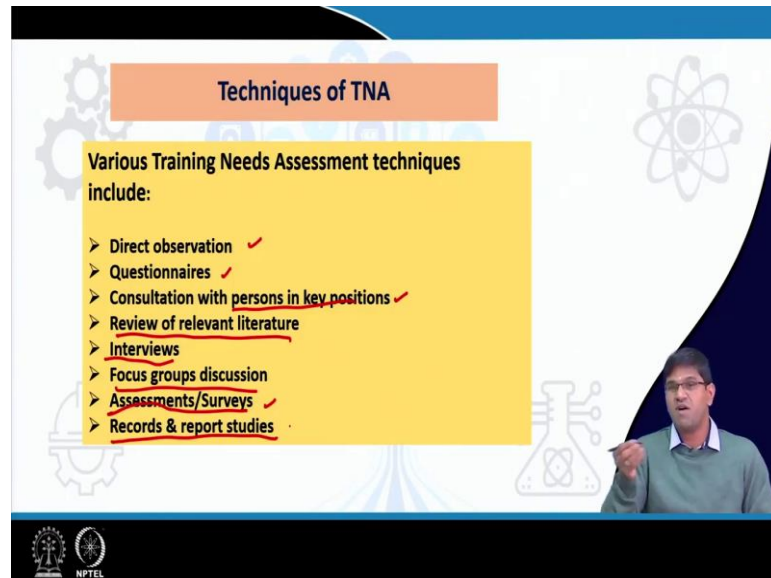 Techniques of TNA
Various Training Needs Assessment techniques
include:
➤ Direct observation
➤ Questionnaires
➤ Consultation with persons in key positions
➤ Review of relevant literature
➤ Interviews
➤ Focus groups discussion
➤ Assessments/Surveys
➤ Records & report studies
NPTEL